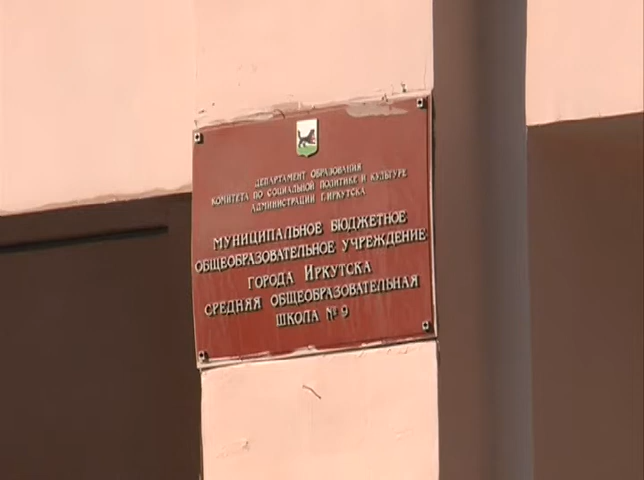 ДЕПАРТАМЕНТ ОБРАЗОВАНИЯ
КОМИТЕТА ПО СОЦИАЛЬНОЙ ПОЛИТИКЕ И КУЛЬТУРЕ
АДМИНИСТРАЦИИ Г.ИРКУТСКА
МУНИЦИПАЛЬНОЕ БЮДЖЕТНОЕ
ОБЩЕОБРАЗОВАТЕЛЬНОЕ УЧРЕЖДЕНИЕ
ГОРОДА ИРКУТСКА
СРЕДНЯЯ ОБЩЕОБРАЗОВАТЕЛЬНАЯ
ШКОЛА № 9